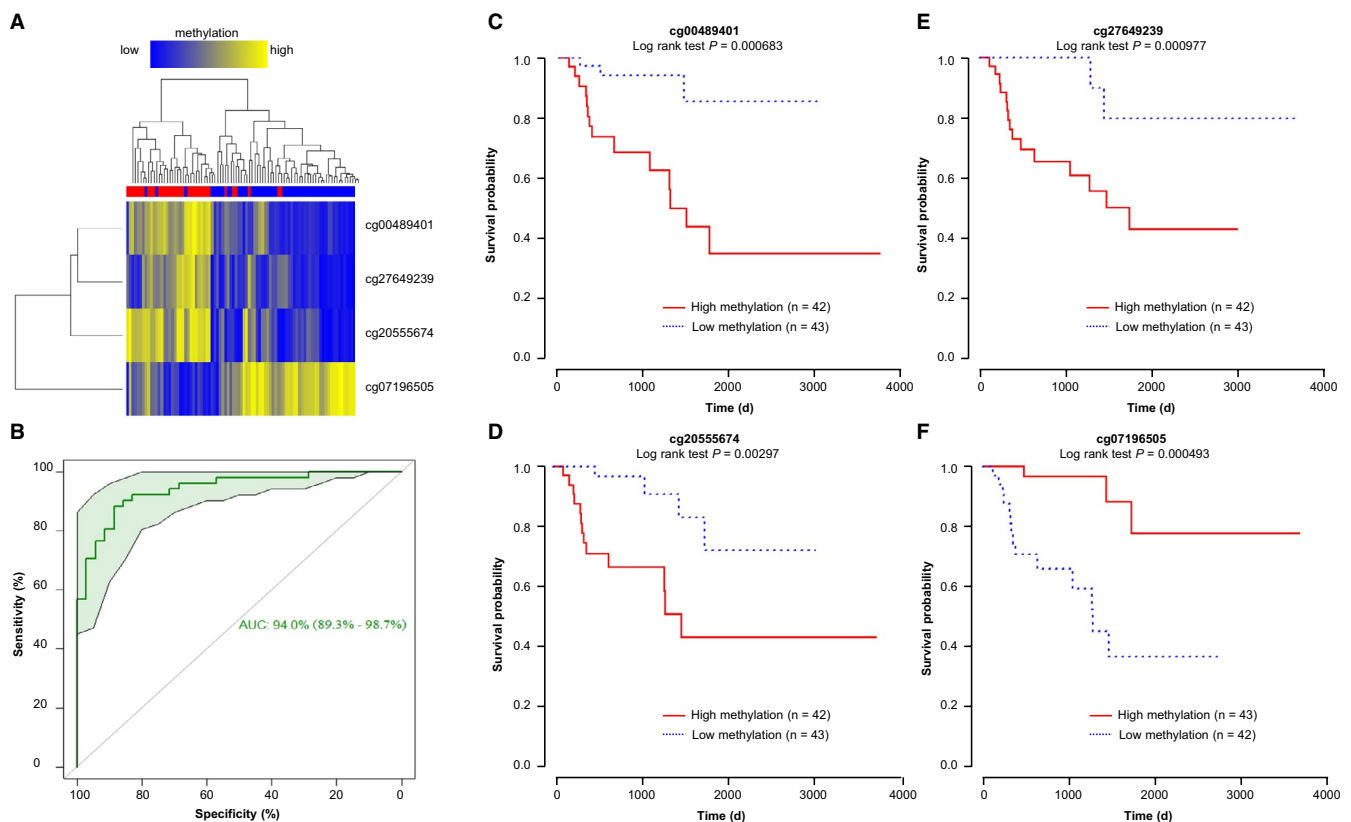 A
methylation
low
high
cg00489401
cg27649239
cg20555674
cg07196505
B
100
80
60
40
20
0
Sensitivity (%)
AUC: 94.0% (89.3% - 98.7%)
100
80
60
40
20
0
Specificity (%)
C
cg00489401
Log rank test P = 0.000683
1.0
0.8
0.6
0.4
0.2
0.0
Survival probability
High methylation (n = 42)
Low methylation (n = 43)
0
1000
2000
3000
4000
Time (d)
D
cg20555674
Log rank test P = 0.00297
1.0
0.8
0.6
0.4
0.2
0.0
Survival probability
High methylation (n = 42)
Low methylation (n = 43)
0
1000
2000
3000
4000
Time (d)
E
cg27649239
Log rank test P = 0.000977
1.0
0.8
0.6
0.4
0.2
0.0
Survival probability
High methylation (n = 42)
Low methylation (n = 43)
0
1000
2000
3000
4000
Time (d)
F
cg07196505
Log rank test P = 0.000493
1.0
0.8
0.6
0.4
0.2
0.0
Survival probability
High methylation (n = 43)
Low methylation (n = 42)
0
1000
2000
3000
4000
Time (d)